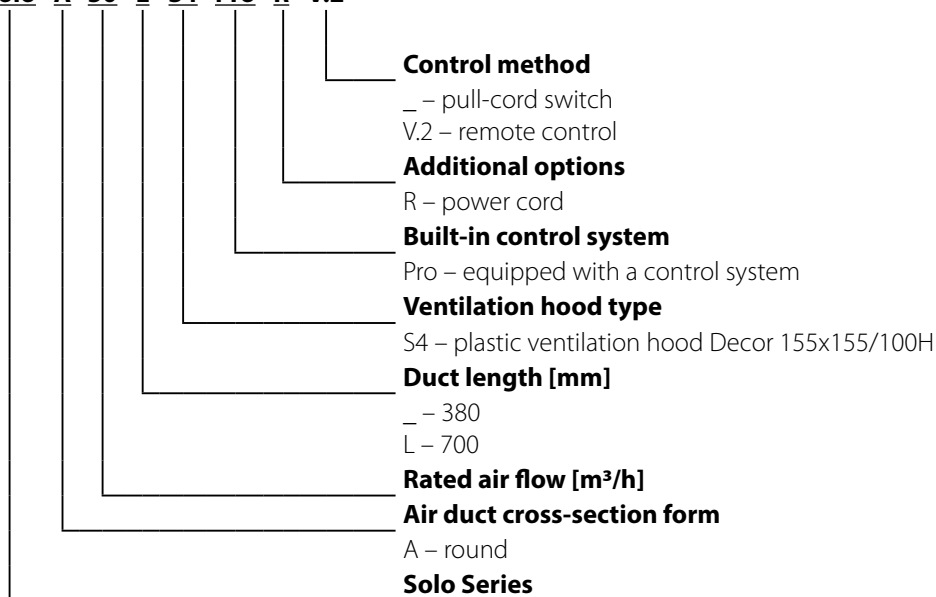 Control method
_ – pull-cord switch
V.2 – remote control
Additional options
R – power cord
Built-in control system
Pro – equipped with a control system
Ventilation hood type
S4 – plastic ventilation hood Decor 155x155/100H
Duct length [mm]
_ – 380
L – 700
Rated air flow [m³/h]
Air duct cross-section form
A – round
Solo Series